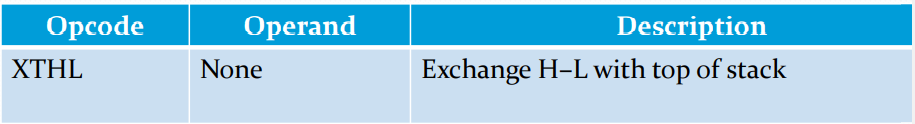 Opcode Operand Description
XTHL None Exchange H–L with top of stack